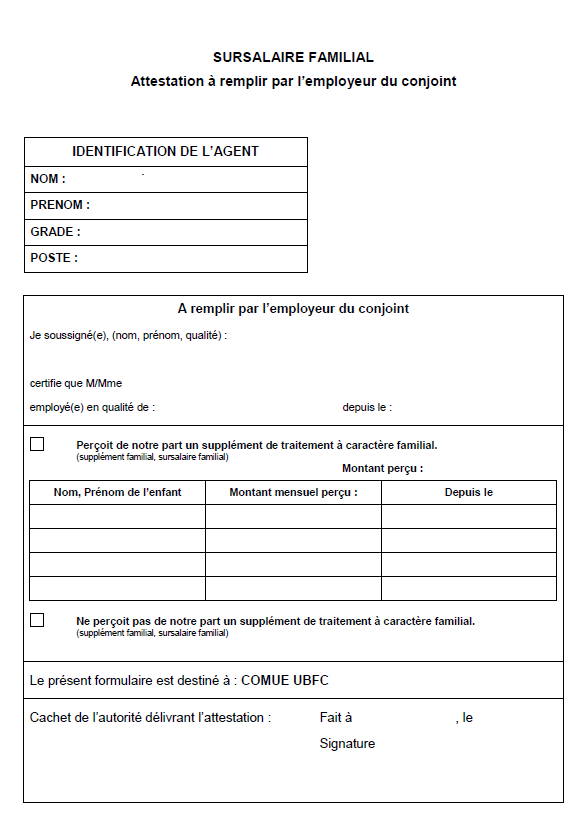 SURSALAIRE FAMILIAL
Attestation à remplir par l’employeur du conjoint
IDENTIFICATION DE L’AGENT
NOM :
PRENOM :
GRADE :
POSTE :
A remplir par l’employeur du conjoint
Je soussigné(e), (nom, prénom, qualité) :
certifie que M/Mme
employé(e) en qualité de : depuis le :
Perçoit de notre part un supplément de traitement à caractère familial.
(supplément familial, sursalaire familial)
Montant perçu :
Nom, Prénom de l’enfant Montant mensuel perçu : Depuis le
Ne perçoit pas de notre part un supplément de traitement à caractère familial.
(supplément familial, sursalaire familial)
Le présent formulaire est destiné à : COMUE UBFC
Cachet de l’autorité délivrant l’attestation : Fait à , le
Signature